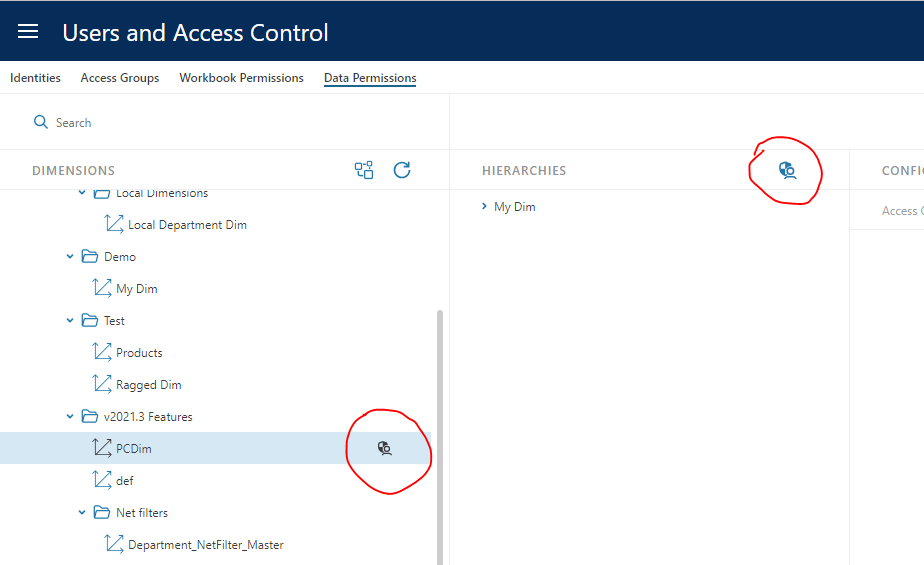 Users and Access Control
Identities Access Groups Workbook Permissions Data Permissions
Search
DIMENSIONS
Local Dimensions
Local Department Dim
Demo
My Dim
Test
Products
Ragged Dim
v2021.3 Features
PCDim
def
Net filters
Department_NetFilter_Master
HIERARCHIES
My Dim
CONFI
Access